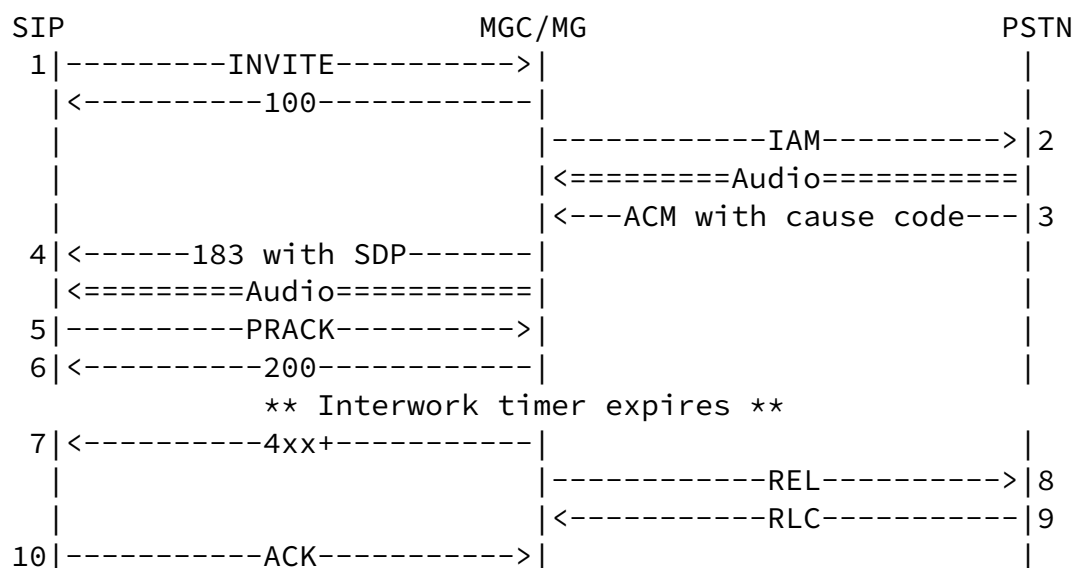 SIP                       MGC/MG                       PSTN
 1|---------INVITE---------->|                           |
  |<----------100------------|                           |
  |                          |------------IAM---------->|2
  |                          |<=========Audio===========|
  |                          |<---ACM with cause code---|3
 4|<------183 with SDP-------|                           |
  |<=========Audio===========|                           |
 5|----------PRACK---------->|                           |
 6|<----------200------------|                           |
              ** Interwork timer expires **
 7|<----------4xx+-----------|                           |
  |                          |------------REL---------->|8
  |                          |<-----------RLC-----------|9
10|-----------ACK----------->|                           |